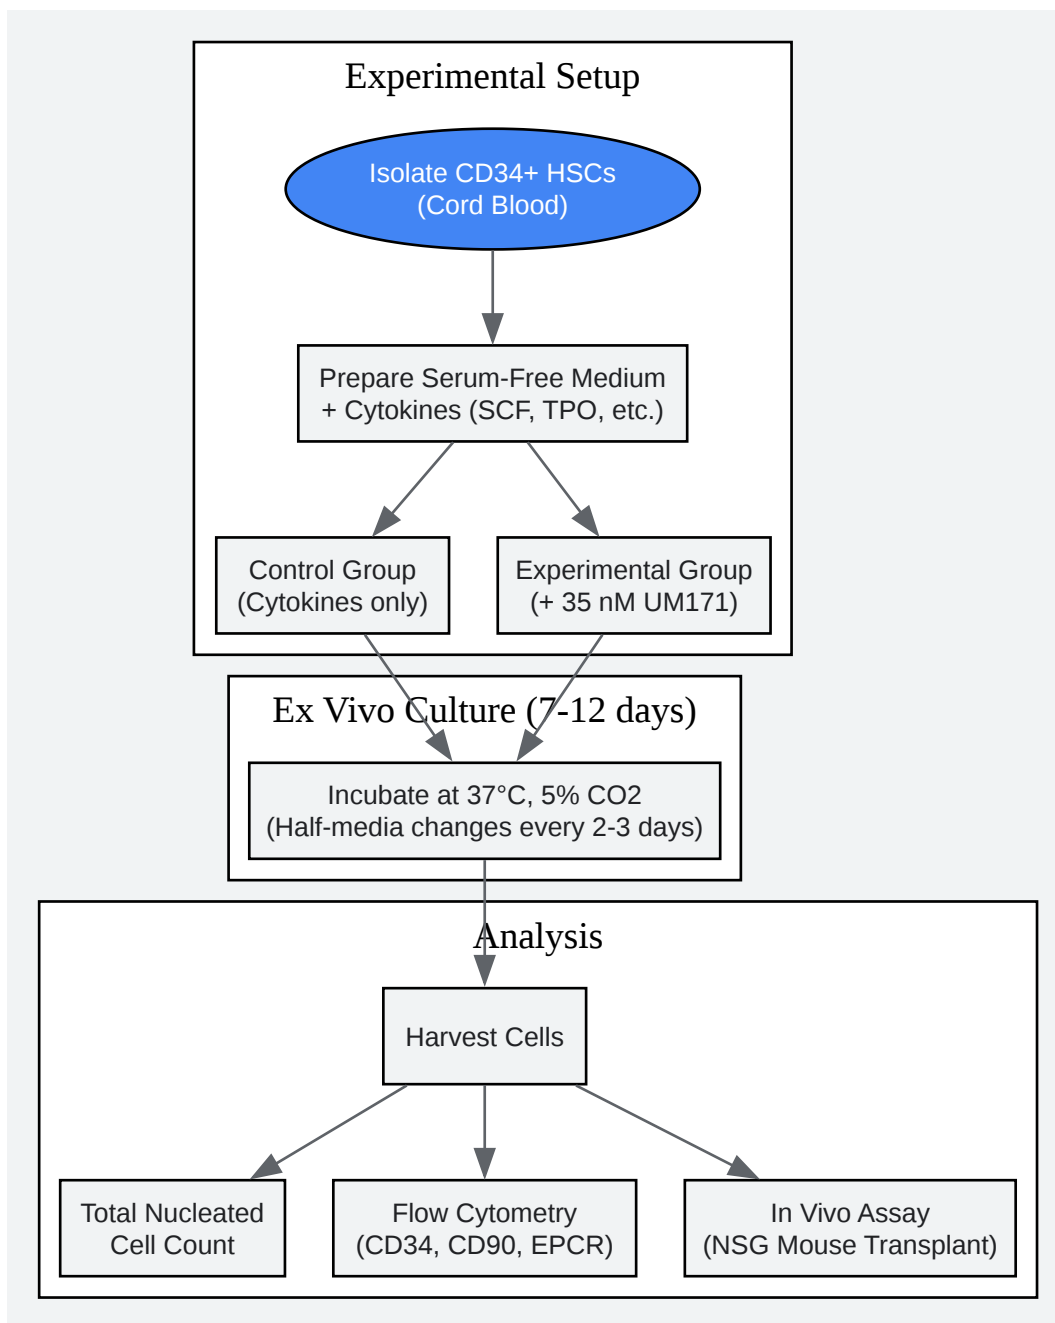 Experimental Setup
Isolate CD34+ HSCs
(Cord Blood)
Prepare Serum-Free Medium
+ Cytokines (SCF, TPO, etc.)
Control Group
(Cytokines only)
Experimental Group
(+ 35 nM UM171)
Ex Vivo Culture (7-12 days)
Incubate at 37°C, 5% CO2
(Half-media changes every 2-3 days)
Analysis
Harvest Cells
Total Nucleated
Cell Count
Flow Cytometry
(CD34, CD90, EPCR)
In Vivo Assay
(NSG Mouse Transplant)